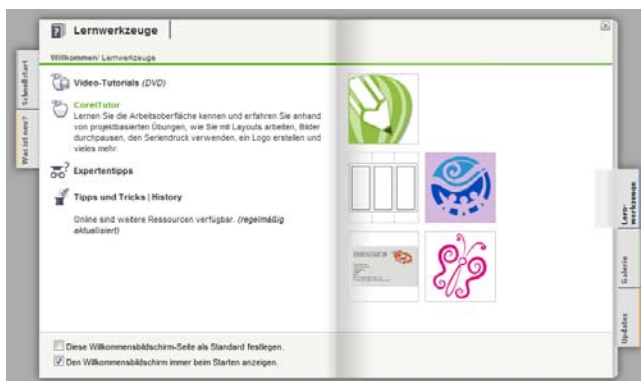 Lernwerkzeuge
Willkommen/ Lernwerkzeuge
Video-Tutorials (DVD)
CorelTutor
Lernen Sie die Arbeitsoberfläche kennen und erfahren Sie anhand
von projektbasierten Übungen, wie Sie mit Layouts arbeiten, Bilder
durchpausen, den Seriendruck verwenden, ein Logo erstellen und
vieles mehr.
Expertentipps
Tipps und Tricks | History
Online sind weitere Ressourcen verfügbar. (regelmäßig
aktualisiert)
Diese Willkommensbildschirm-Seite als Standard festlegen.
Den Willkommensbildschirm immer beim Starten anzeigen.
Schnellstart
Was ist neu?
Lern-
werkzeuge
Galerie
Updates